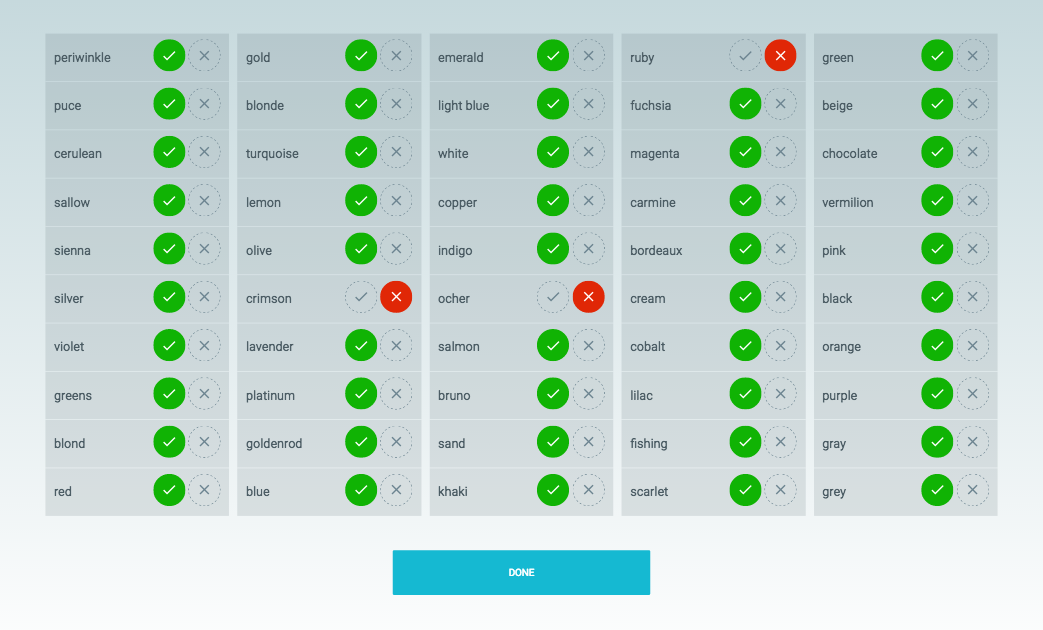 periwinkle gold emerald ruby green
puce blonde light blue fuchsia beige
cerulean turquoise white magenta chocolate
sallow lemon copper carmine vermilion
sienna olive indigo bordeaux pink
silver crimson ocher cream black
violet lavender salmon cobalt orange
greens platinum bruno lilac purple
blond goldenrod sand fishing gray
red blue khaki scarlet grey
DONE